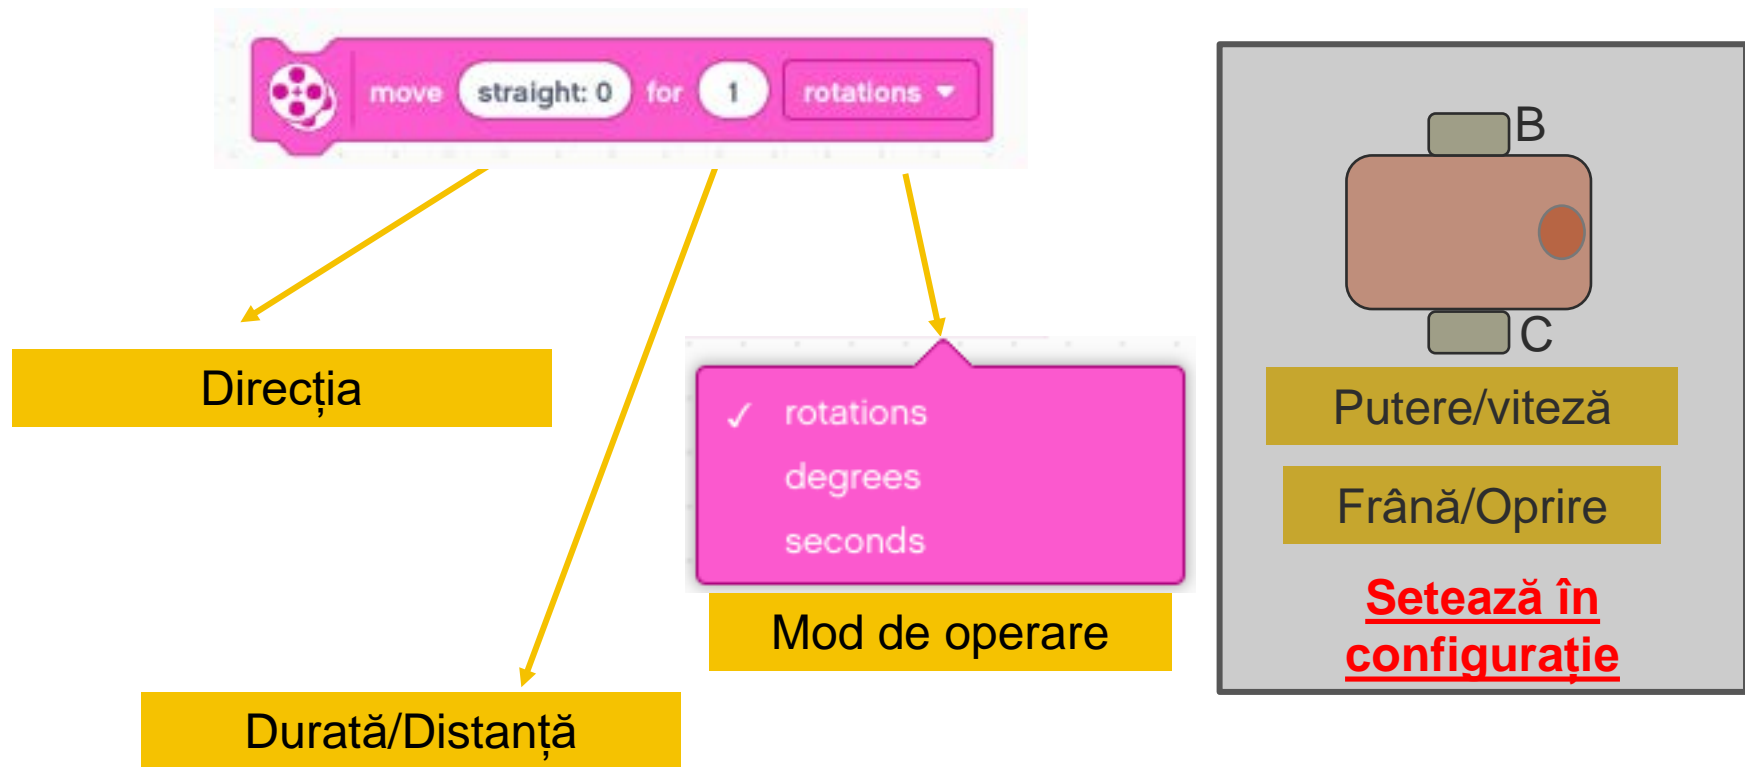 move straight: 0 for 1 rotations
B
C
Direcția
✓ rotations
degrees
seconds
Mod de operare
Durată/Distanță
Putere/viteză
Frână/Oprire
Setează în
configurație